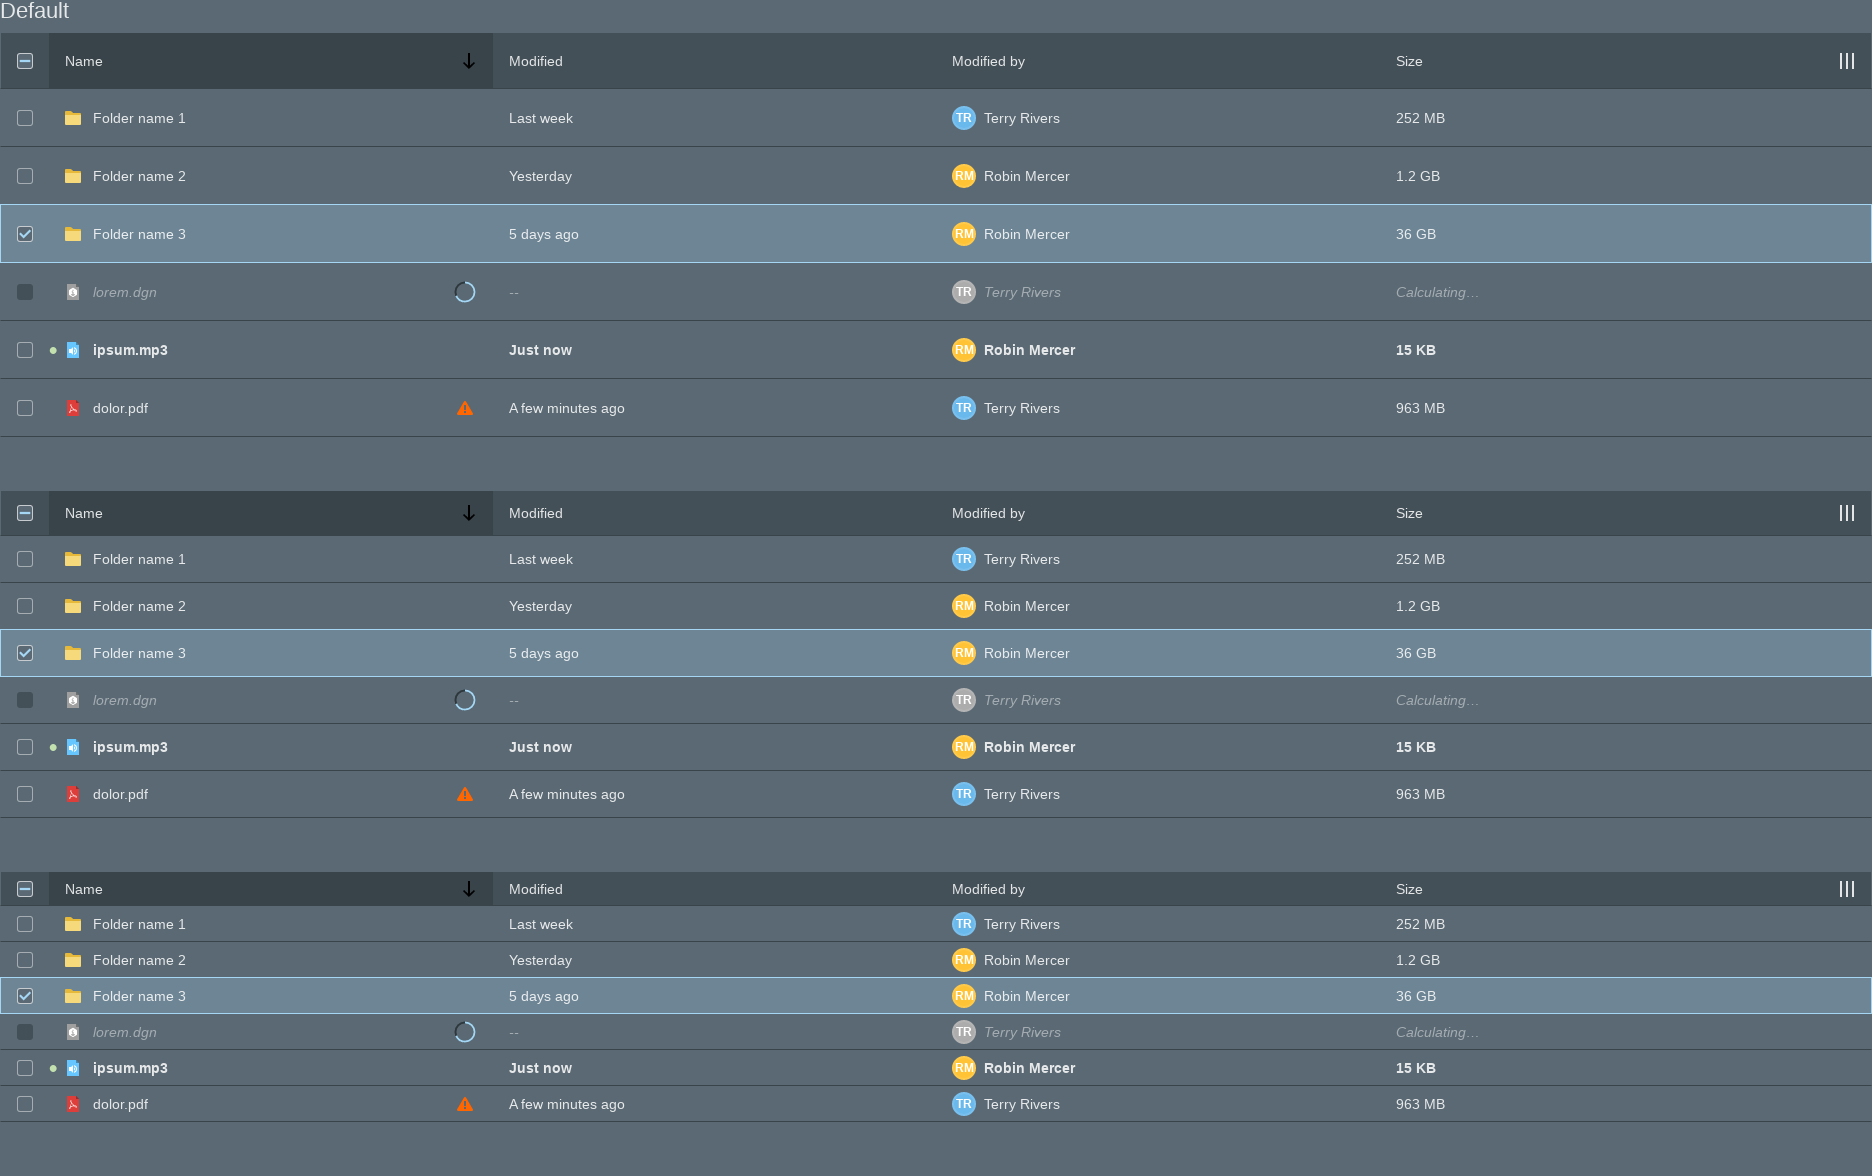 Default
Name Modified Modified by Size
Folder name 1 Last week TR Terry Rivers 252 MB
Folder name 2 Yesterday RM Robin Mercer 1.2 GB
Folder name 3 5 days ago RM Robin Mercer 36 GB
lorem.dgn -- TR Terry Rivers Calculating…
ipsum.mp3 Just now RM Robin Mercer 15 KB
dolor.pdf A few minutes ago TR Terry Rivers 963 MB
Name Modified Modified by Size
Folder name 1 Last week TR Terry Rivers 252 MB
Folder name 2 Yesterday RM Robin Mercer 1.2 GB
Folder name 3 5 days ago RM Robin Mercer 36 GB
lorem.dgn -- TR Terry Rivers Calculating…
ipsum.mp3 Just now RM Robin Mercer 15 KB
dolor.pdf A few minutes ago TR Terry Rivers 963 MB
Name Modified Modified by Size
Folder name 1 Last week TR Terry Rivers 252 MB
Folder name 2 Yesterday RM Robin Mercer 1.2 GB
Folder name 3 5 days ago RM Robin Mercer 36 GB
lorem.dgn -- TR Terry Rivers Calculating…
ipsum.mp3 Just now RM Robin Mercer 15 KB
dolor.pdf A few minutes ago TR Terry Rivers 963 MB